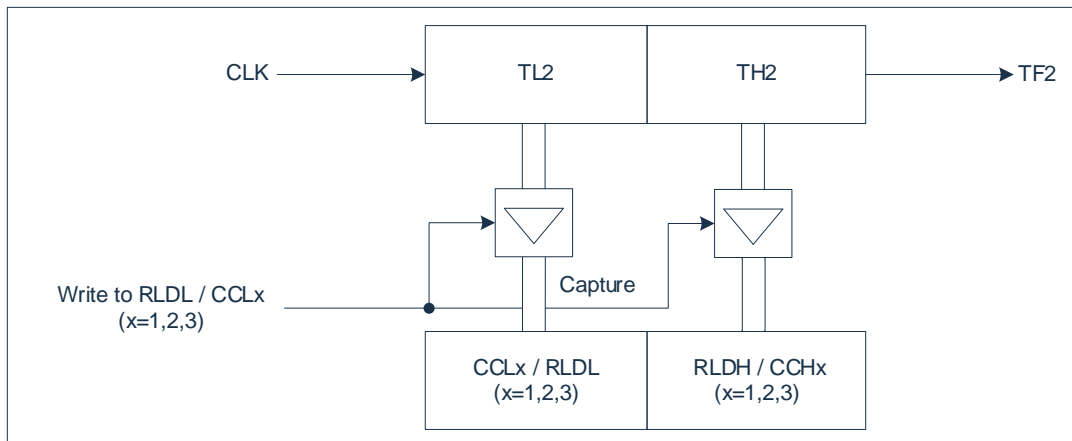 CLK
TL2
TH2
TF2
Capture
Write to RLDL / CCLx
(x=1,2,3)
CCLx / RLDL
(x=1,2,3)
RLDH / CCHx
(x=1,2,3)